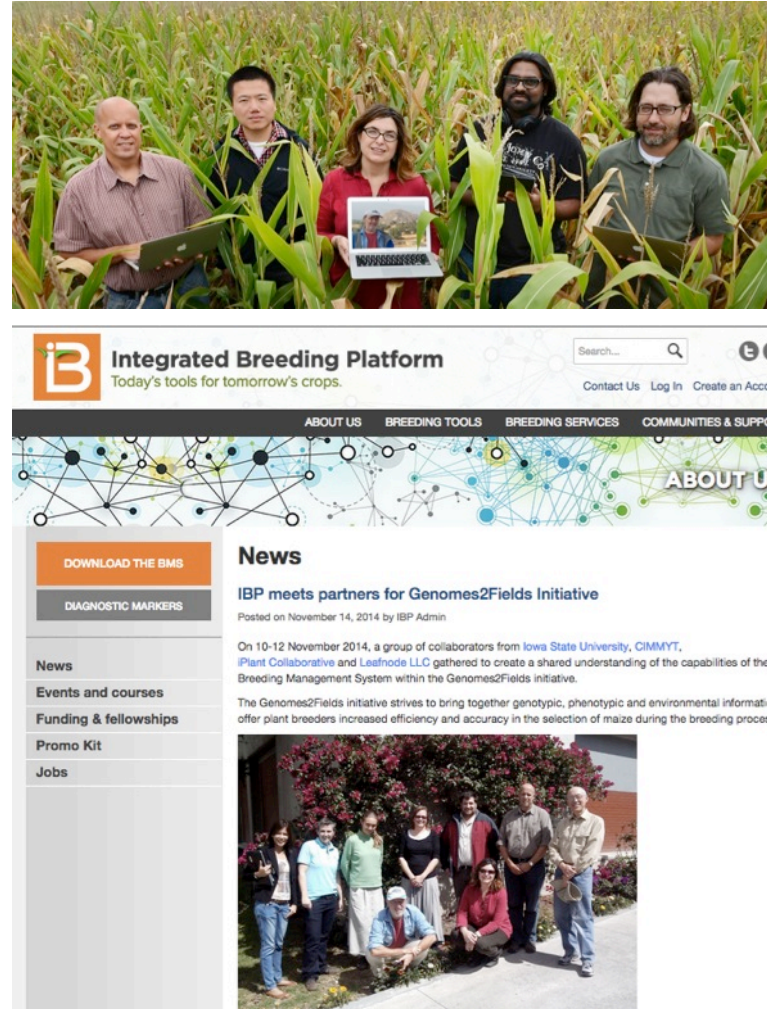 iB
Integrated Breeding Platform
Today's tools for tomorrow's crops.
Search...
Contact Us Log In Create an Acco
ABOUT US BREEDING TOOLS BREEDING SERVICES COMMUNITIES & SUPPO
ABOUT U
DOWNLOAD THE BMS
DIAGNOSTIC MARKERS
News
Events and courses
Funding & fellowships
Promo Kit
Jobs
News
IBP meets partners for Genomes2Fields Initiative
Posted on November 14, 2014 by IBP Admin
On 10-12 November 2014, a group of collaborators from Iowa State University, CIMMYT,
iPlant Collaborative and Leafnode LLC gathered to create a shared understanding of the capabilities of the
Breeding Management System within the Genomes2Fields initiative.
The Genomes2Fields initiative strives to bring together genotypic, phenotypic and environmental informati
offer plant breeders increased efficiency and accuracy in the selection of maize during the breeding proces